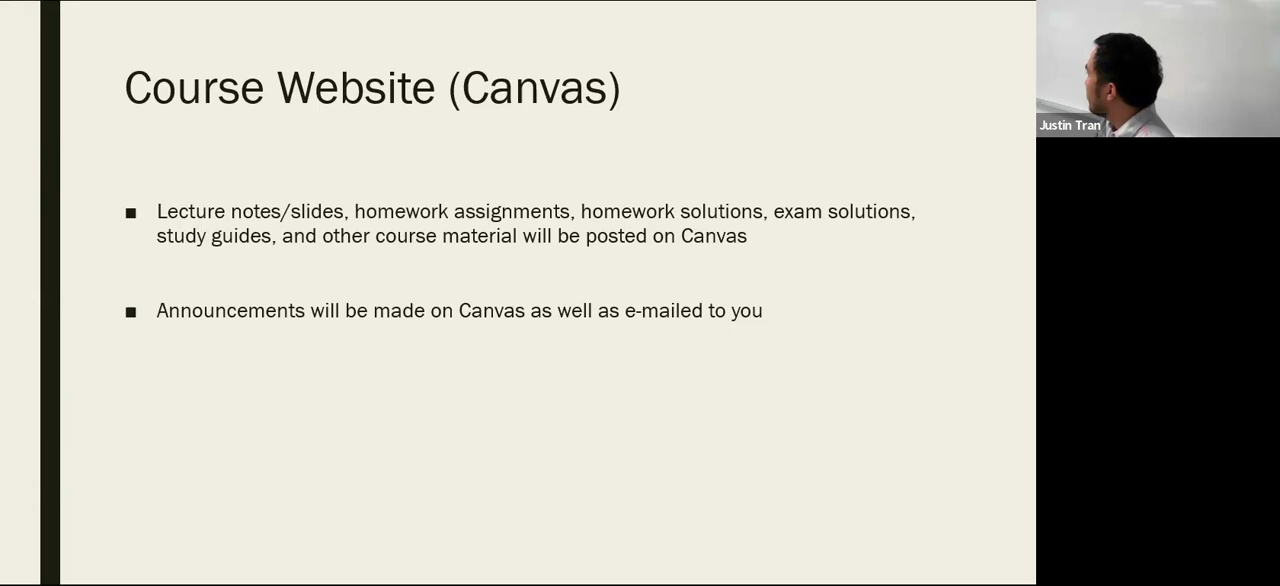 Course Website (Canvas)
■ Lecture notes/slides, homework assignments, homework solutions, exam solutions,
study guides, and other course material will be posted on Canvas
■ Announcements will be made on Canvas as well as e-mailed to you
Justin Tran